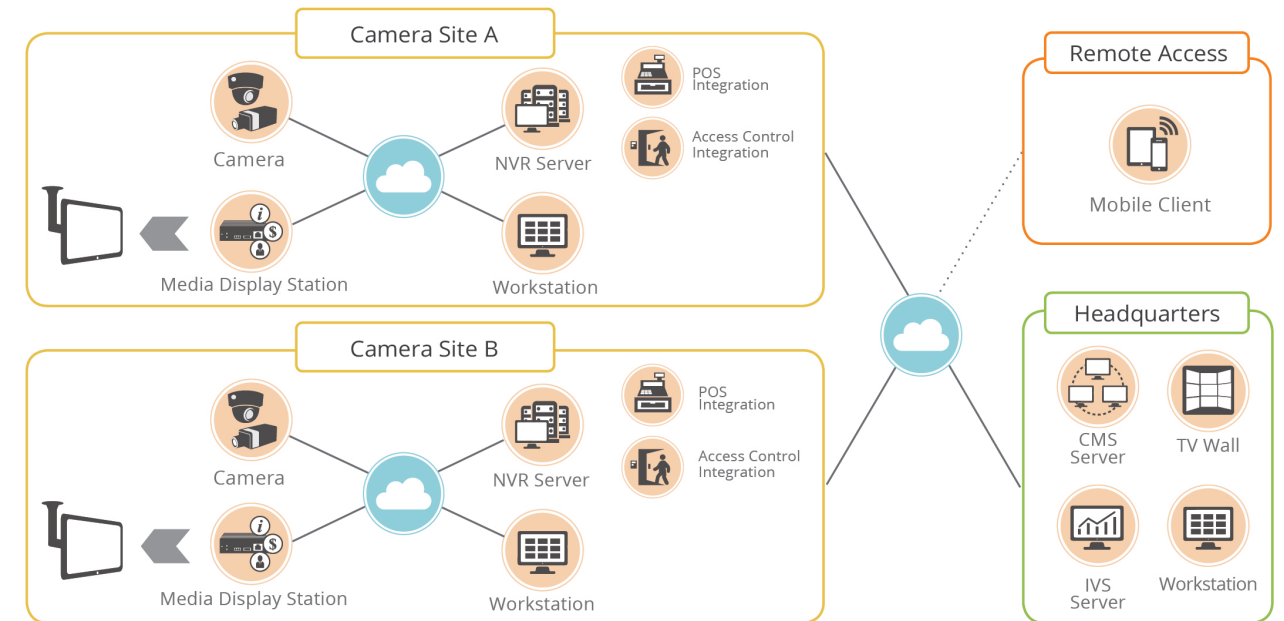 Camera Site A
Camera
NVR Server
POS
Integration
Access Control
Integration
i
$
Media Display Station
Workstation
Camera Site B
Camera
NVR Server
POS
Integration
Access Control
Integration
i
$
Media Display Station
Workstation
Remote Access
Mobile Client
Headquarters
CMS
Server
TV Wall
IVS
Server
Workstation